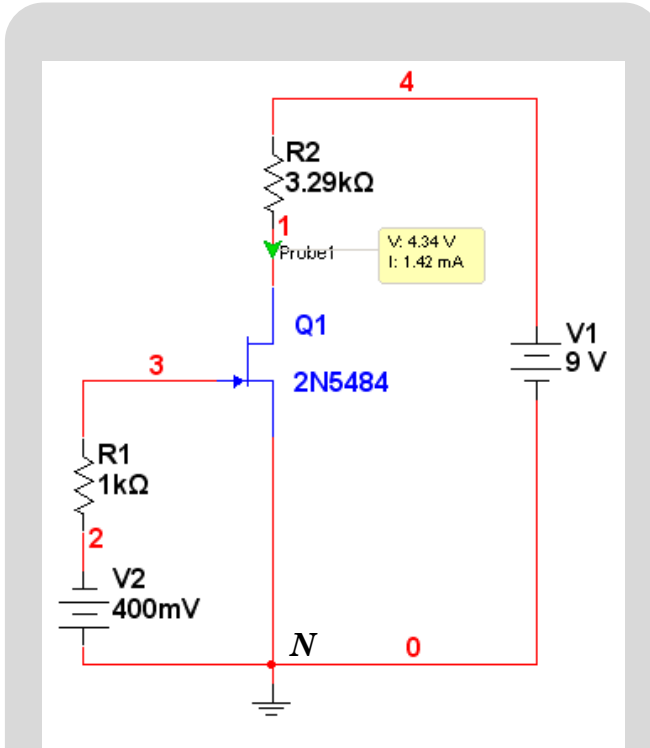 4
R2
3.29kΩ
1
Probe1
V: 4.34 V
I: 1.42 mA
Q1
V1
9 V
3
2N5484
R1
1kΩ
2
V2
400mV
N
0